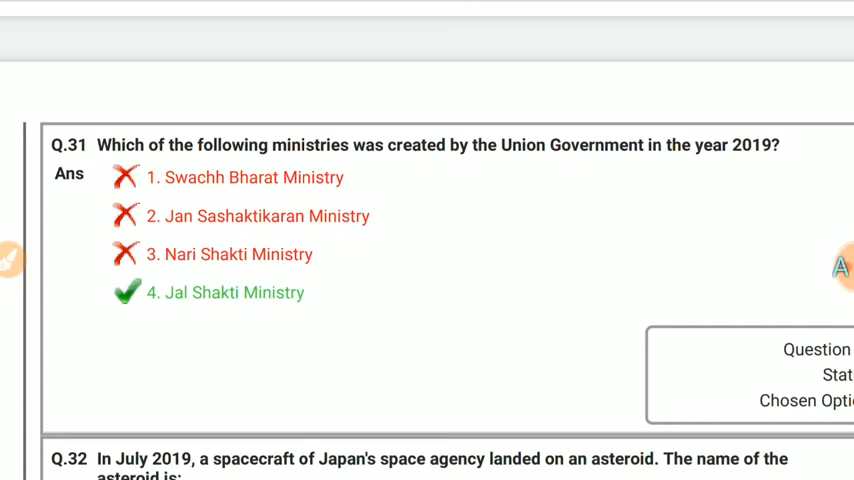 Q.31 Which of the following ministries was created by the Union Government in the year 2019?
Ans
1. Swachh Bharat Ministry
2. Jan Sashaktikaran Ministry
3. Nari Shakti Ministry
4. Jal Shakti Ministry
A
Question
Stat
Chosen Opti
Q.32 In July 2019, a spacecraft of Japan's space agency landed on an asteroid. The name of the
asteroid is: